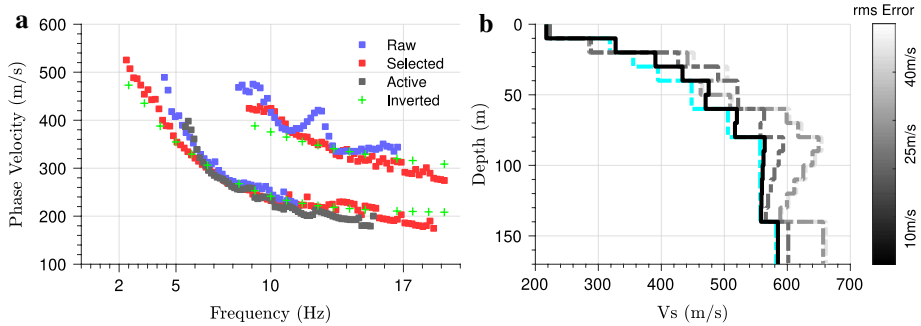 a
600
500
400
300
200
100
Phase Velocity (m/s)
2
5
10
17
Frequency (Hz)
Raw
Selected
Active
Inverted
b
0
50
100
150
Depth (m)
200
300
400
500
600
700
Vs (m/s)
rms Error
40m/s
25m/s
10m/s